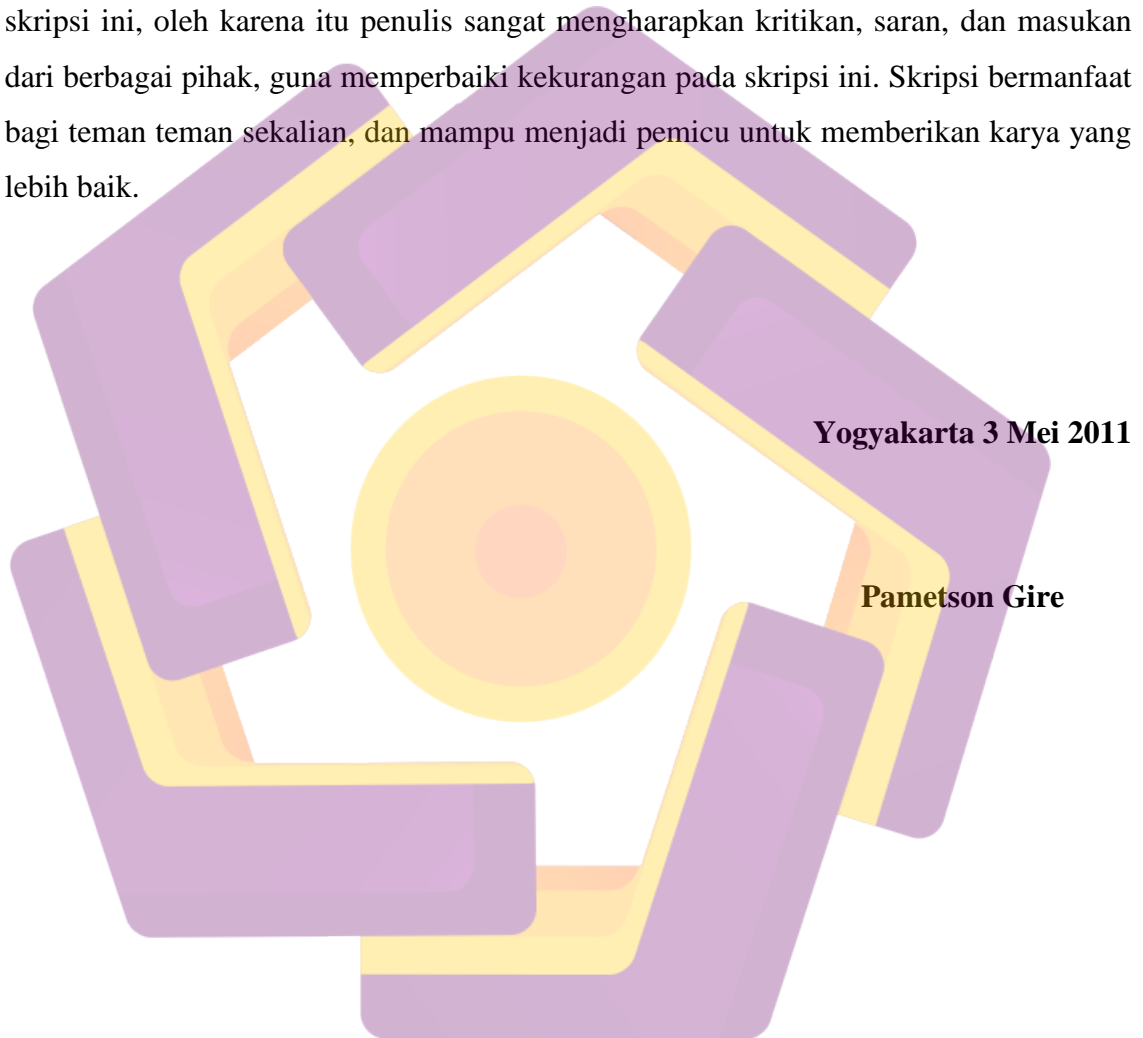 skripsi ini, oleh karena itu penulis sangat mengharapkan kritikan, saran, dan masukan
dari berbagai pihak, guna memperbaiki kekurangan pada skripsi ini. Skripsi bermanfaat
bagi teman teman sekalian, dan mampu menjadi pemicu untuk memberikan karya yang
lebih baik.
Yogyakarta 3 Mei 2011
Pametson Gire